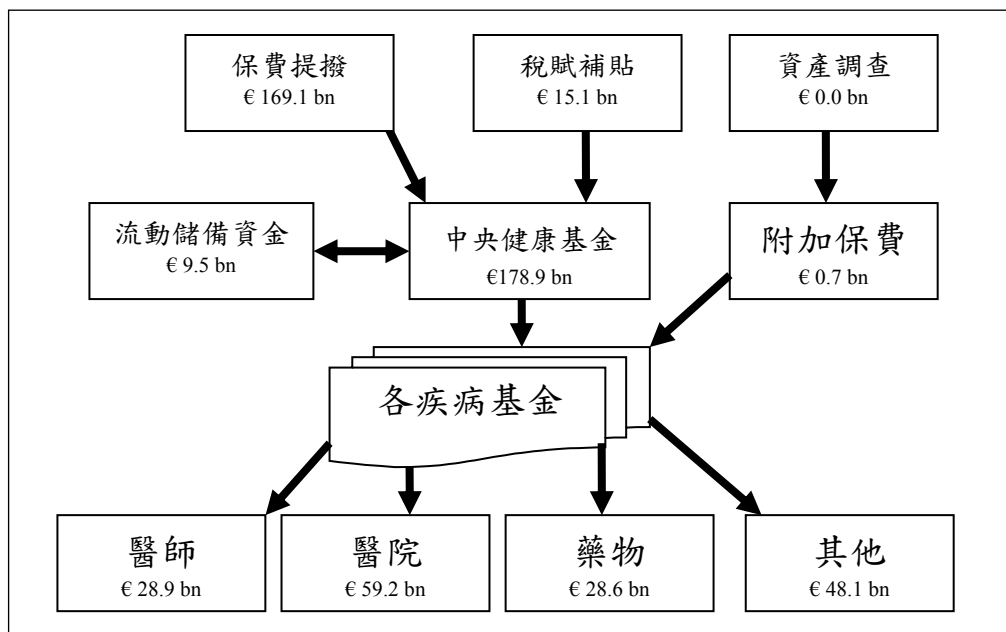 保費提撥
€ 169.1 bn
稅賦補貼
€ 15.1 bn
資產調查
€ 0.0 bn
流動儲備資金
€ 9.5 bn
中央健康基金
€178.9 bn
附加保費
€ 0.7 bn
各疾病基金
醫師
€ 28.9 bn
醫院
€ 59.2 bn
藥物
€ 28.6 bn
其他
€ 48.1 bn